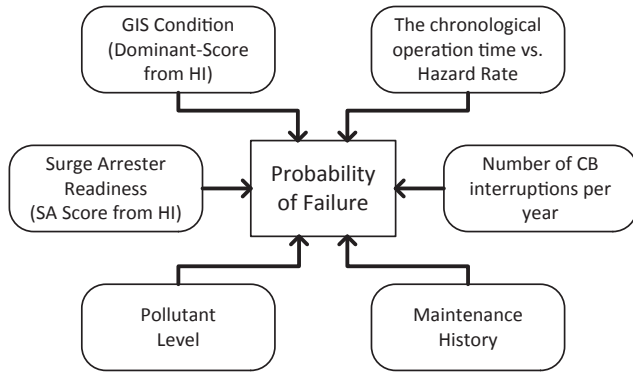 GIS Condition
(Dominant-Score
from HI)
The chronological
operation time vs.
Hazard Rate
Surge Arrester
Readiness
(SA Score from HI)
Probability
of Failure
Number of CB
interruptions per
year
Pollutant
Level
Maintenance
History